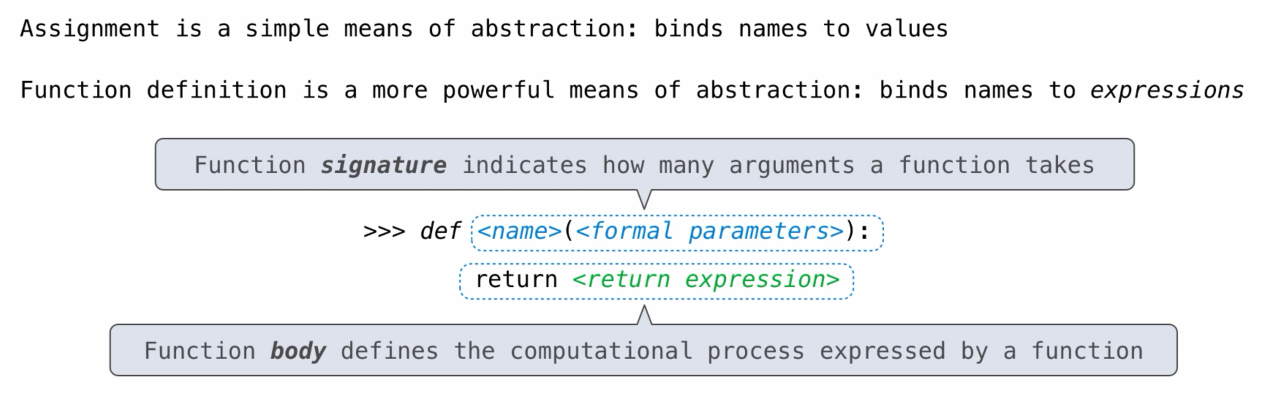 Assignment is a simple means of abstraction: binds names to values
Function definition is a more powerful means of abstraction: binds names to expressions
Function signature indicates how many arguments a function takes
>>> def <name>(<formal parameters>):
return <return expression>
Function body defines the computational process expressed by a function